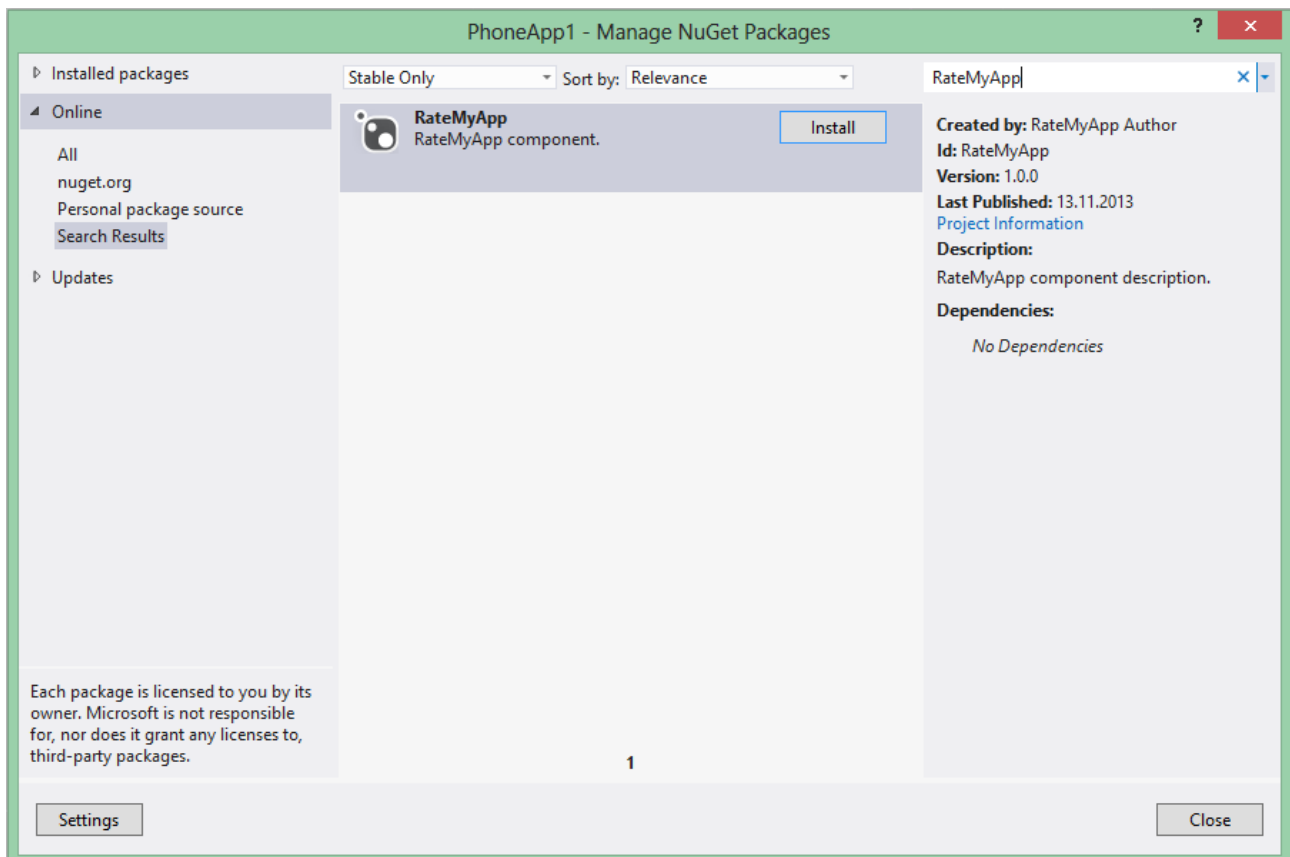 PhoneApp1 - Manage NuGet Packages
?
Installed packages
Online
All
nuget.org
Personal package source
Search Results
Updates
Each package is licensed to you by its
owner. Microsoft is not responsible
for, nor does it grant any licenses to,
third-party packages.
Stable Only
Sort by: Relevance
RateMyApp
RateMyApp component.
Install
1
RateMyApp
Created by: RateMyApp Author
Id: RateMyApp
Version: 1.0.0
Last Published: 13.11.2013
Project Information
Description:
RateMyApp component description.
Dependencies:
No Dependencies
Settings
Close